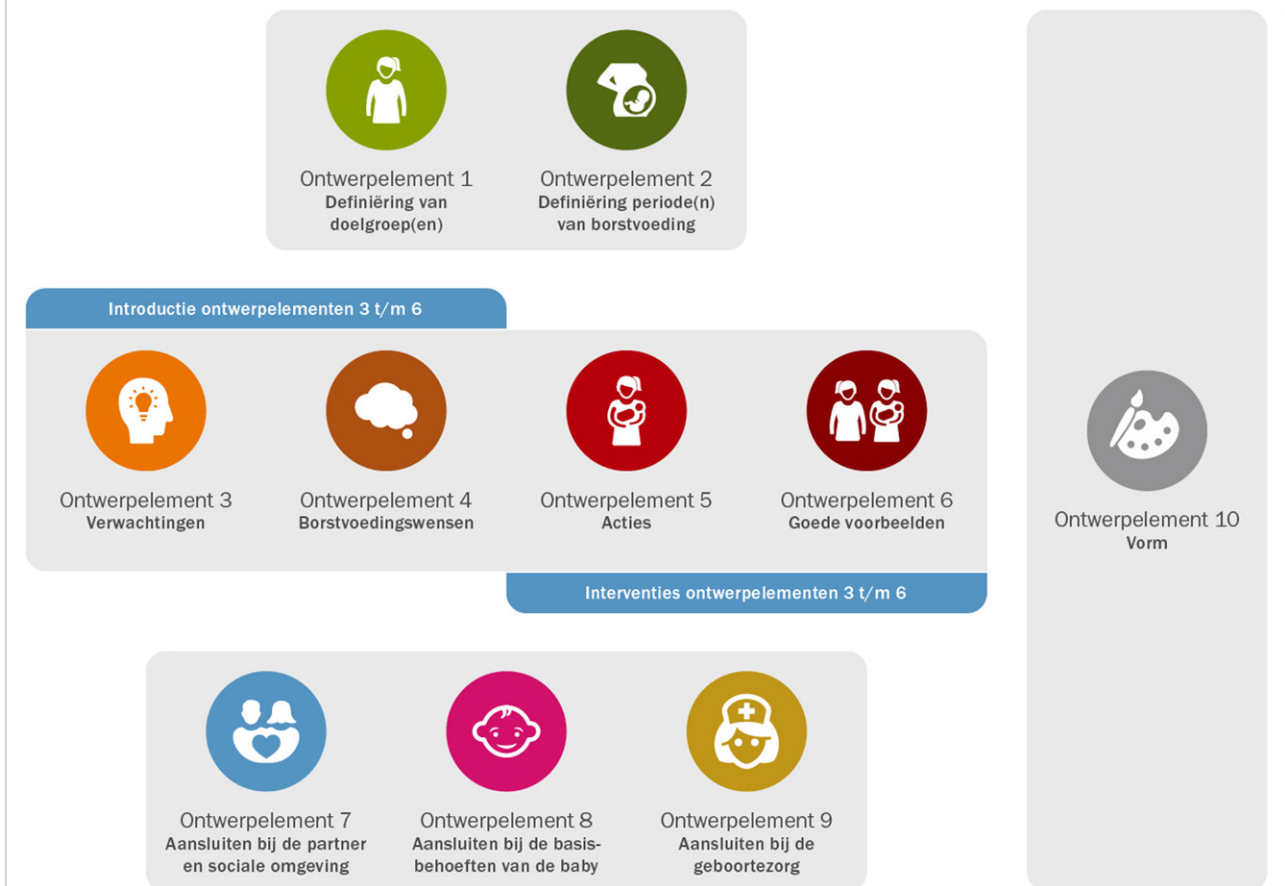 Ontwerpelement 1
Definiëring van
doelgroep(en)
Ontwerpelement 2
Definiëring periode(n)
van borstvoeding
Introductie ontwerpelementen 3 t/m 6
Ontwerpelement 3
Verwachtingen
Ontwerpelement 4
Borstvoedingswensen
Ontwerpelement 5
Acties
Ontwerpelement 6
Goede voorbeelden
Interventies ontwerpelementen 3 t/m 6
Ontwerpelement 7
Aansluiten bij de partner
en sociale omgeving
Ontwerpelement 8
Aansluiten bij de basis-
behoeften van de baby
Ontwerpelement 9
Aansluiten bij de
geboortezorg
Ontwerpelement 10
Vorm